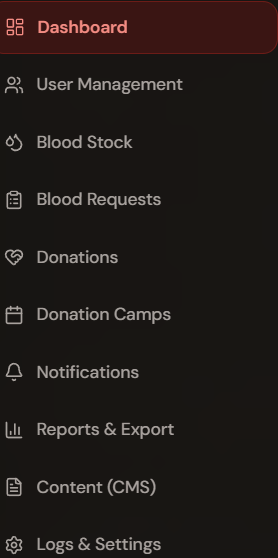 Dashboard
User Management
Blood Stock
Blood Requests
Donations
Donation Camps
Notifications
Reports & Export
Content (CMS)
Logs & Settings